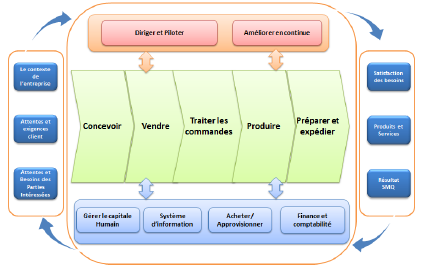 Diriger et Piloter
Améliorer en continue
Le contexte
de
l'entreprise
Attentes et
exigences
client
Attentes et
Besoins des
Parties
Intéressées
Concevoir
Vendre
Traiter les
commandes
Produire
Préparer et
expédier
Satisfaction
des besoins
Produits et
Services
Résultat
SMQ
Gérer le capitale
Humain
Système
d'information
Acheter/
Approvisionner
Finance et
comptabilité